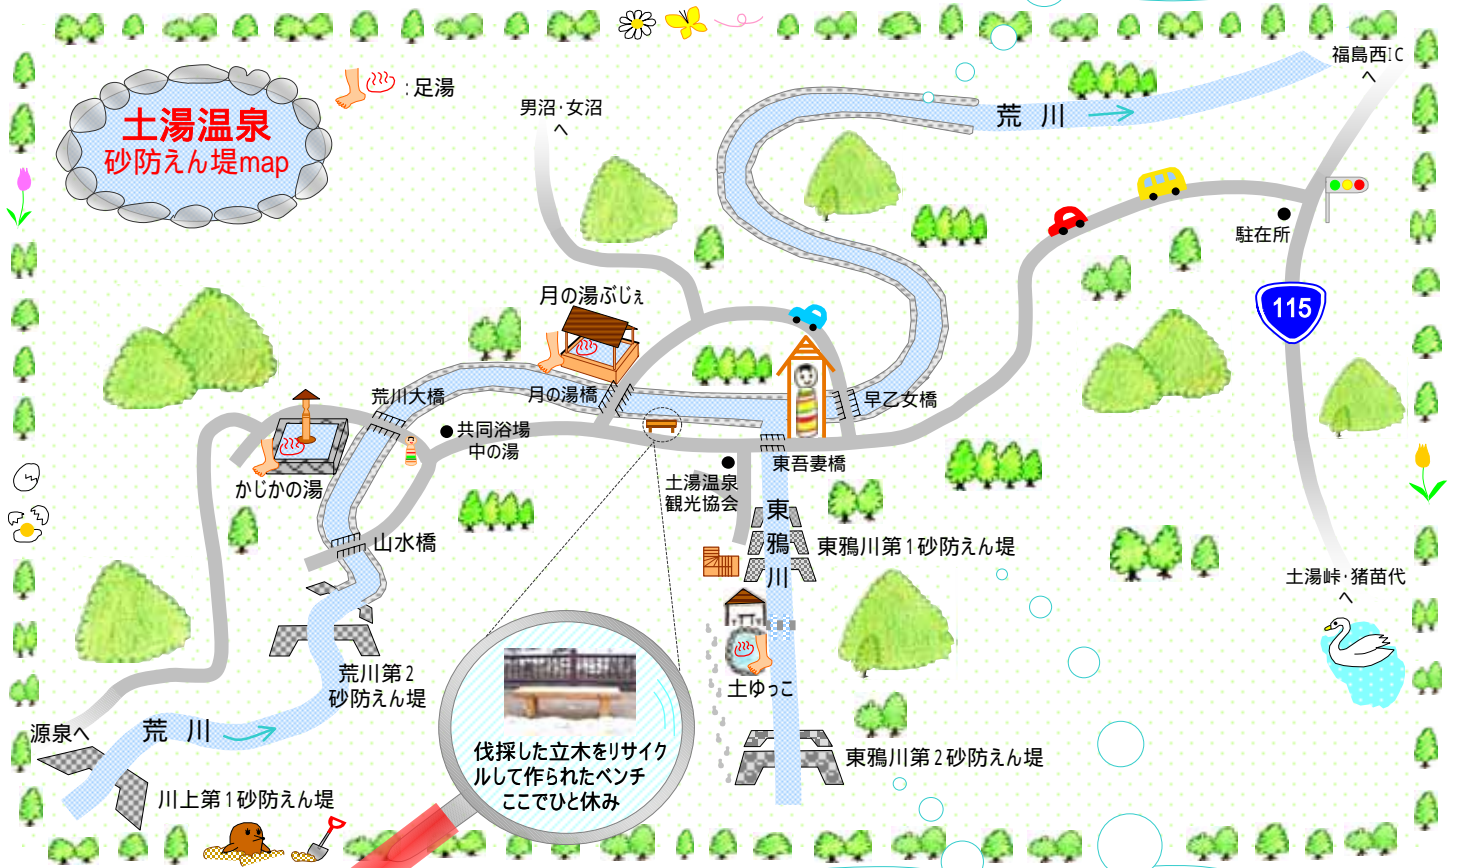 土湯温泉
砂防えん堤map
:足湯
男沼・女沼
へ
荒 川
福島西IC
へ
駐在所
115
月の湯ぶじぇ
荒川大橋
月の湯橋
早乙女橋
共同浴場
中の湯
東吾妻橋
かじかの湯
土湯温泉
観光協会
山水橋
東
鴉
川
東鴉川第1砂防えん堤
土湯峠・猪苗代
へ
荒川第2
砂防えん堤
土ゆっこ
源泉へ
荒 川
東鴉川第2砂防えん堤
川上第1砂防えん堤
伐採した立木をリサイク
ルして作られたベンチ
ここでひと休み